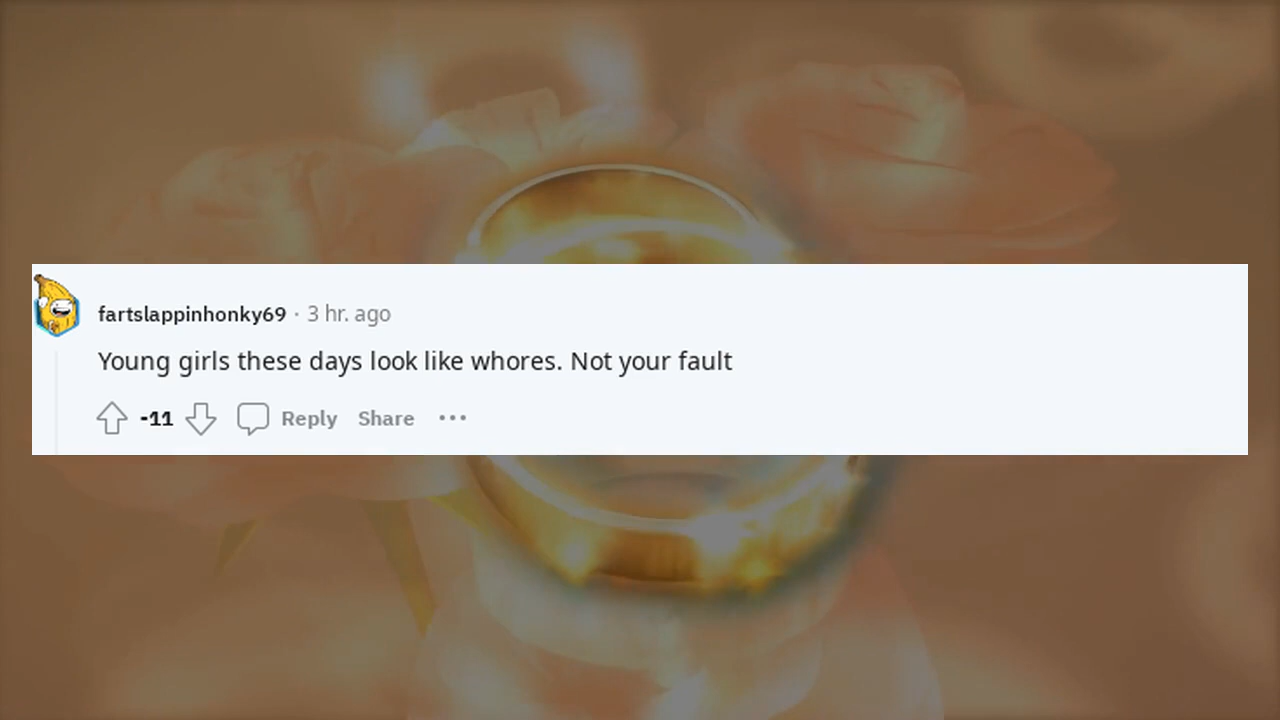 fartslappinhonky69 · 3 hr. ago
Young girls these days look like whores. Not your fault
-11 Reply Share ···